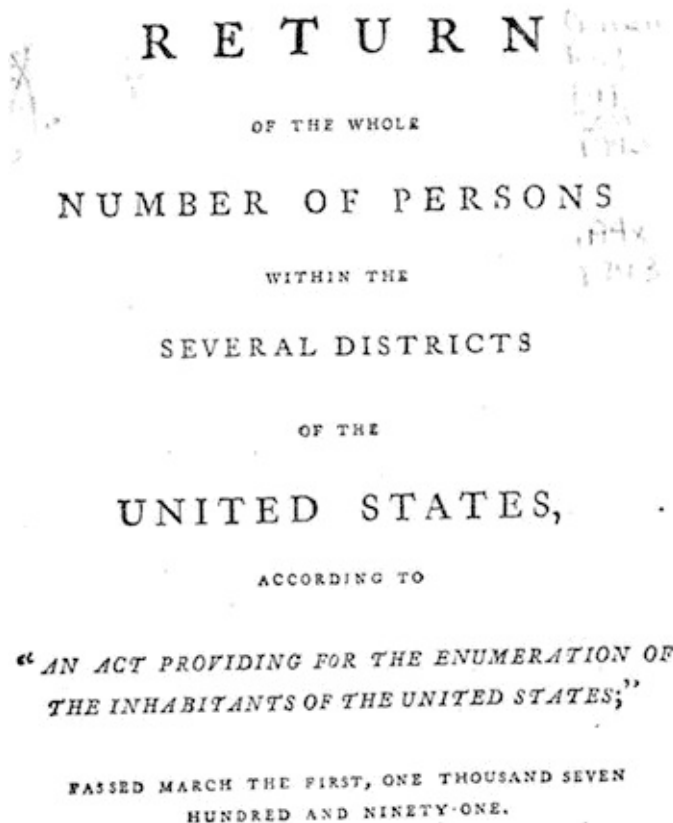 RETURN
OF THE WHOLE
NUMBER OF PERSONS
WITHIN THE
SEVERAL DISTRICTS
OF THE
UNITED STATES,
ACCORDING TO
“AN ACT PROVIDING FOR THE ENUMERATION OF
THE INHABITANTS OF THE UNITED STATES;”
PASSED MARCH THE FIRST, ONE THOUSAND SEVEN
HUNDRED AND NINETY-ONE.